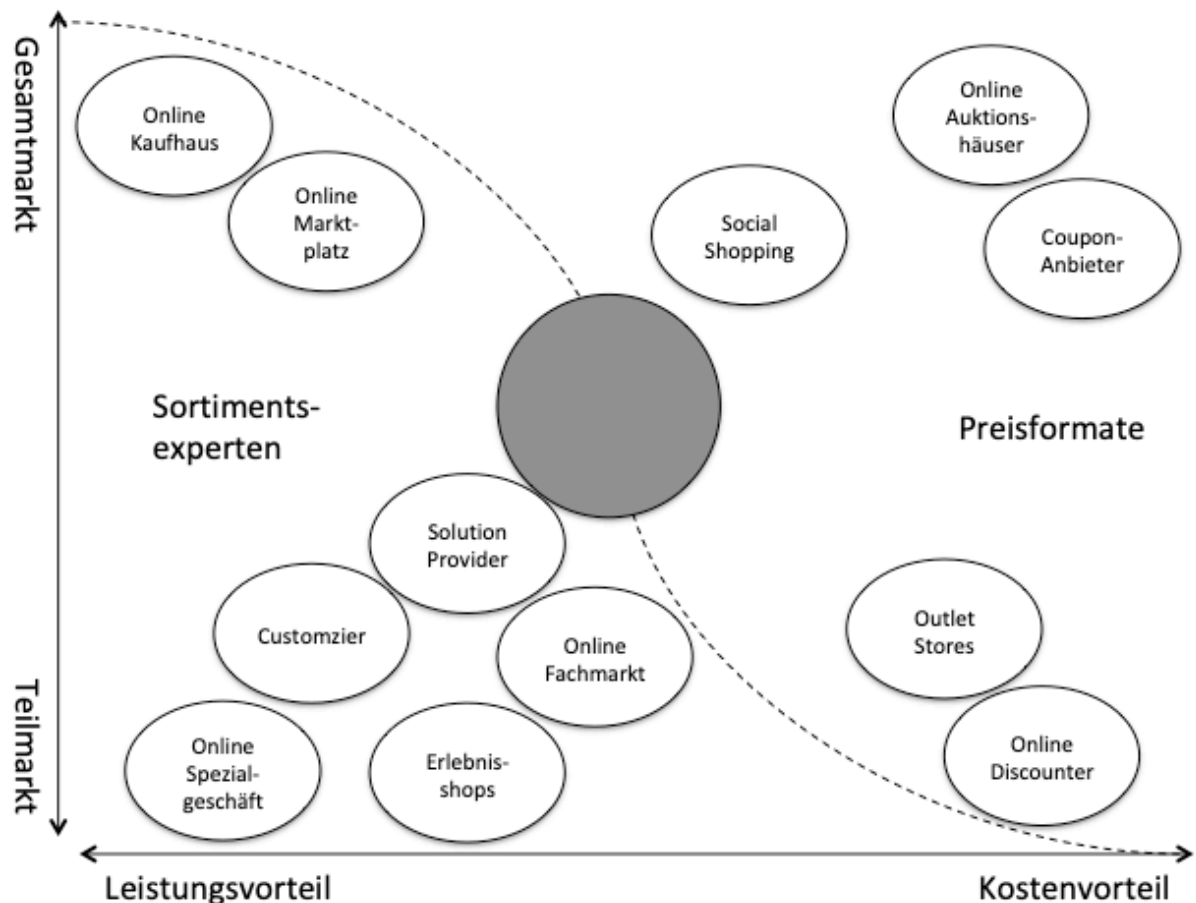 Gesamtmarkt
Online
Kaufhaus
Online
Markt-
platz
Social
Shopping
Online
Auktions-
häuser
Coupon-
Anbieter
Sortiments-
experten
Preisformate
Solution
Provider
Customzier
Online
Fachmarkt
Outlet
Stores
Teilmarkt
Online
Spezial-
geschäft
Erlebnis-
shops
Online
Discounter
Leistungsvorteil
Kostenvorteil